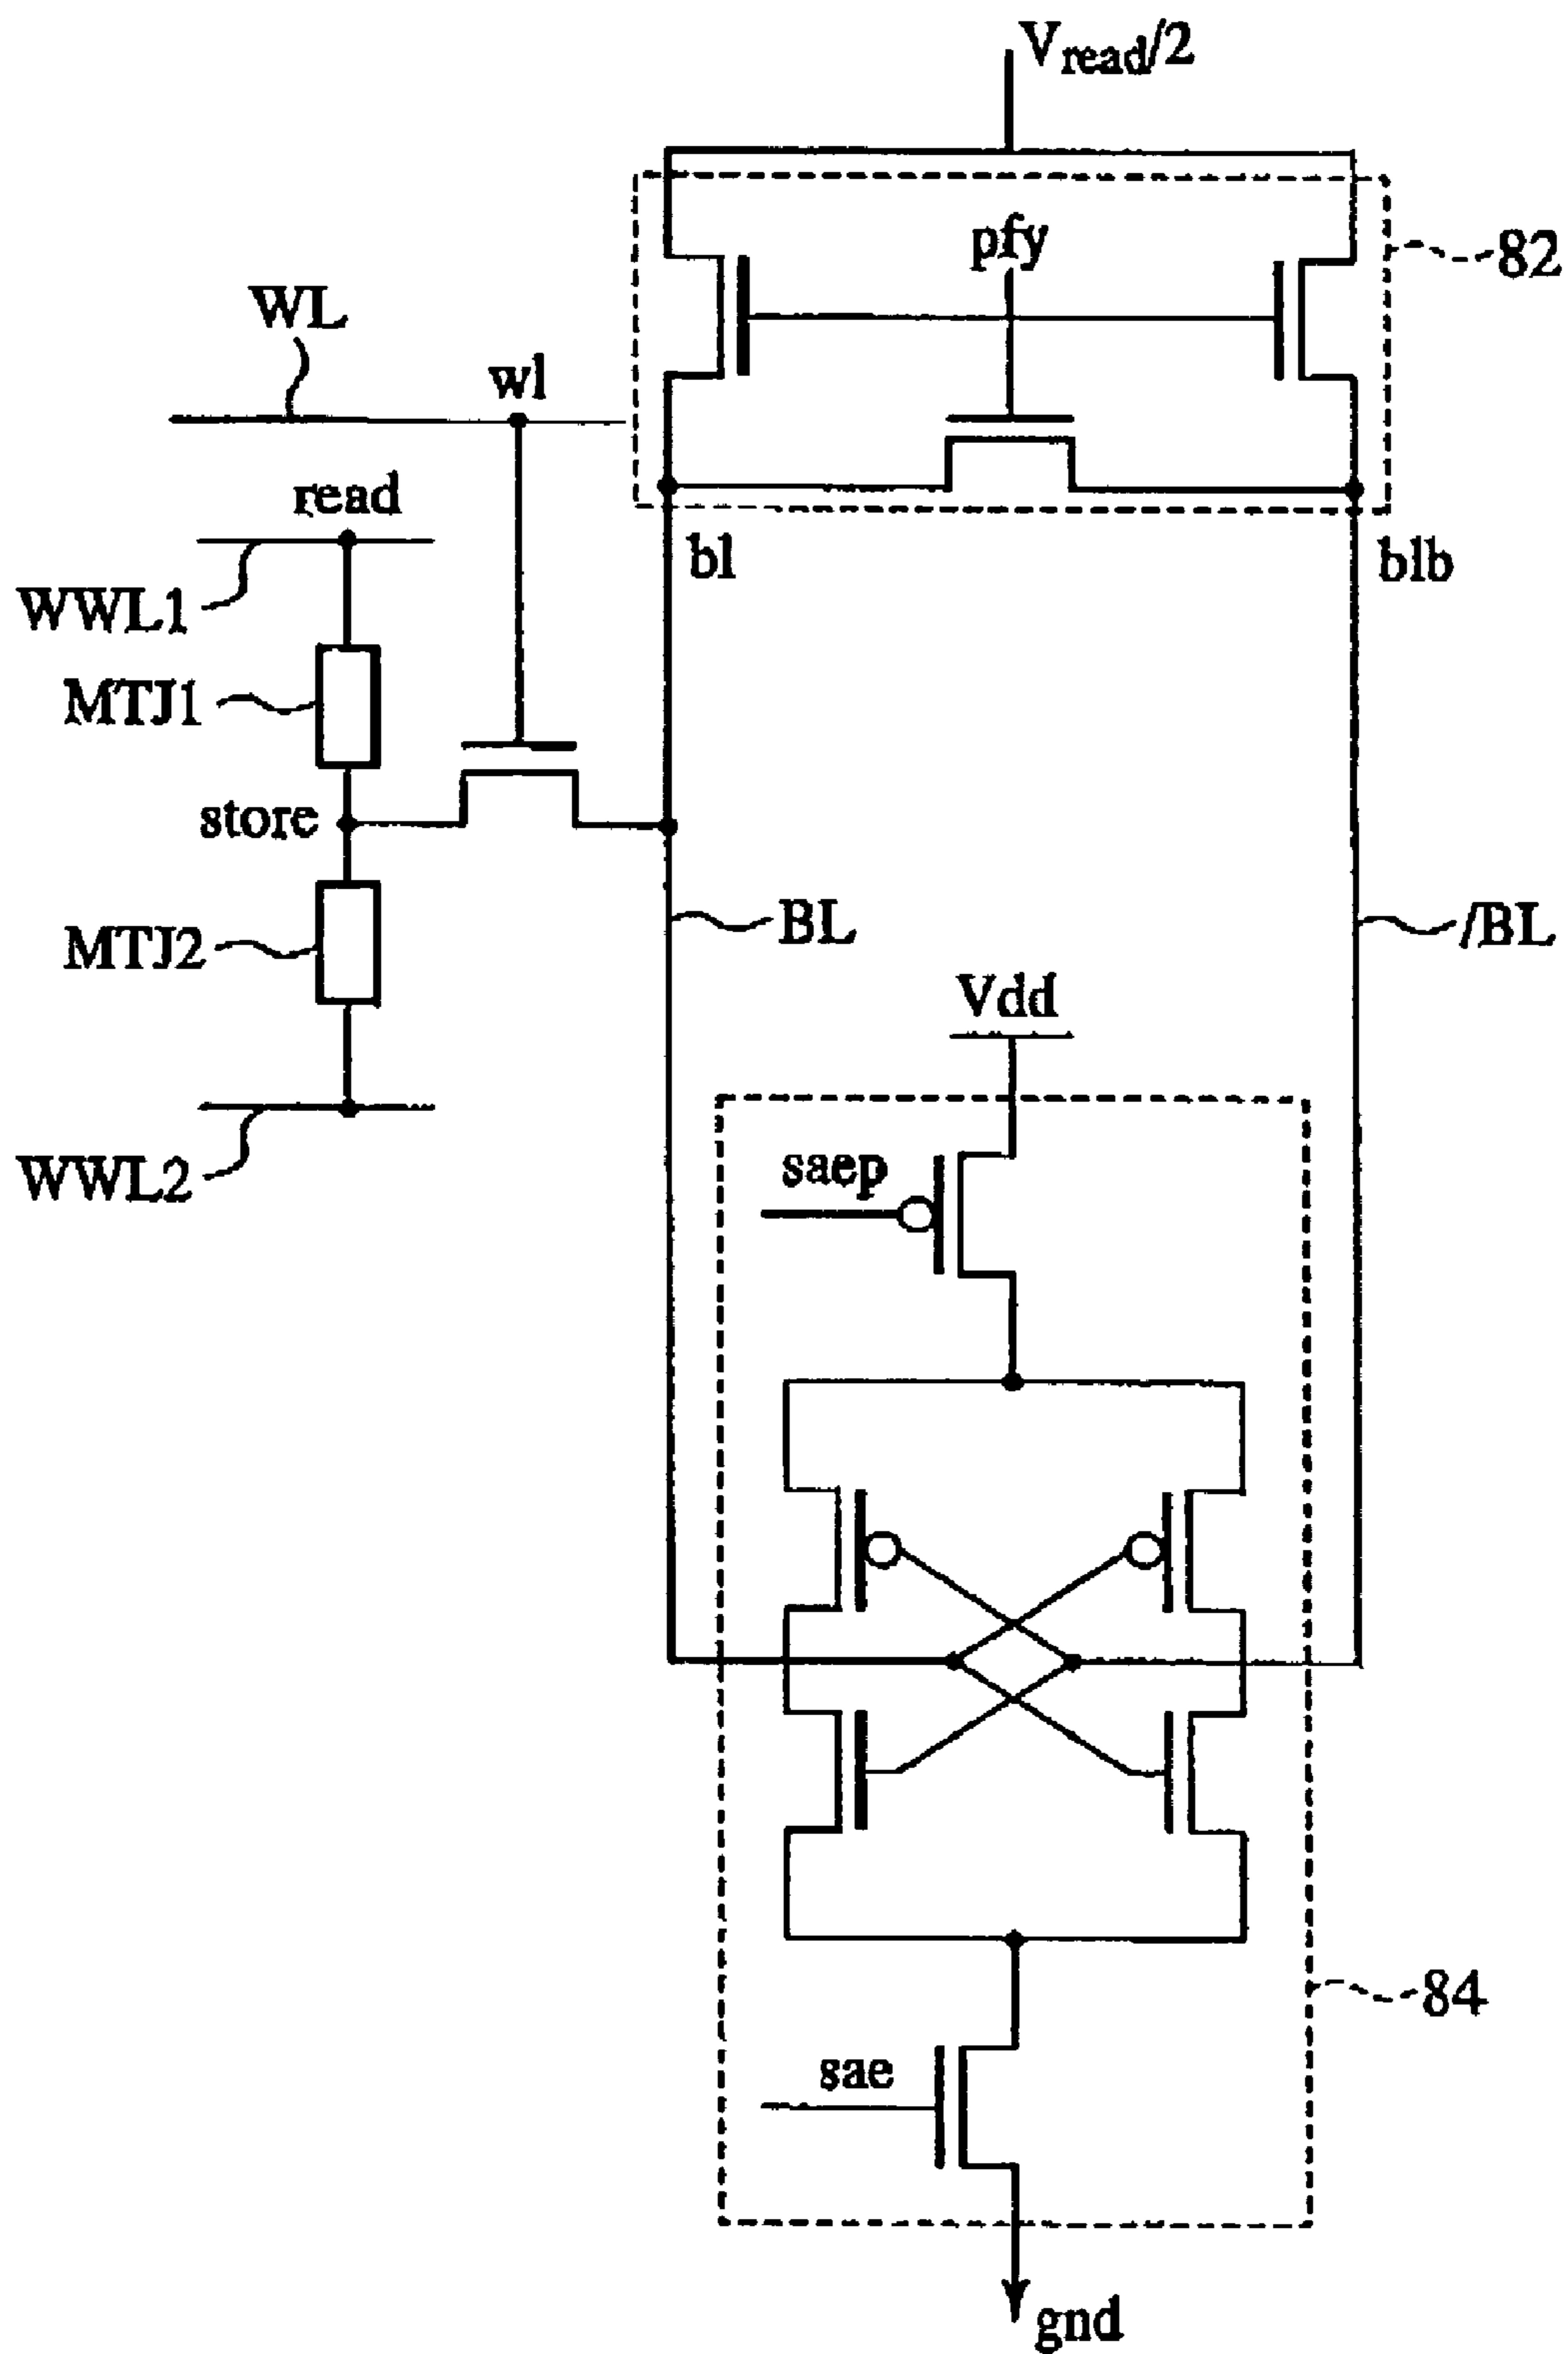 Vread/2
pfy
82
WL
wl
read
bl
blb
WWL1
MTJ1
store
BL
/BL
MTJ2
Vdd
WWL2
saep
84
sae
gnd